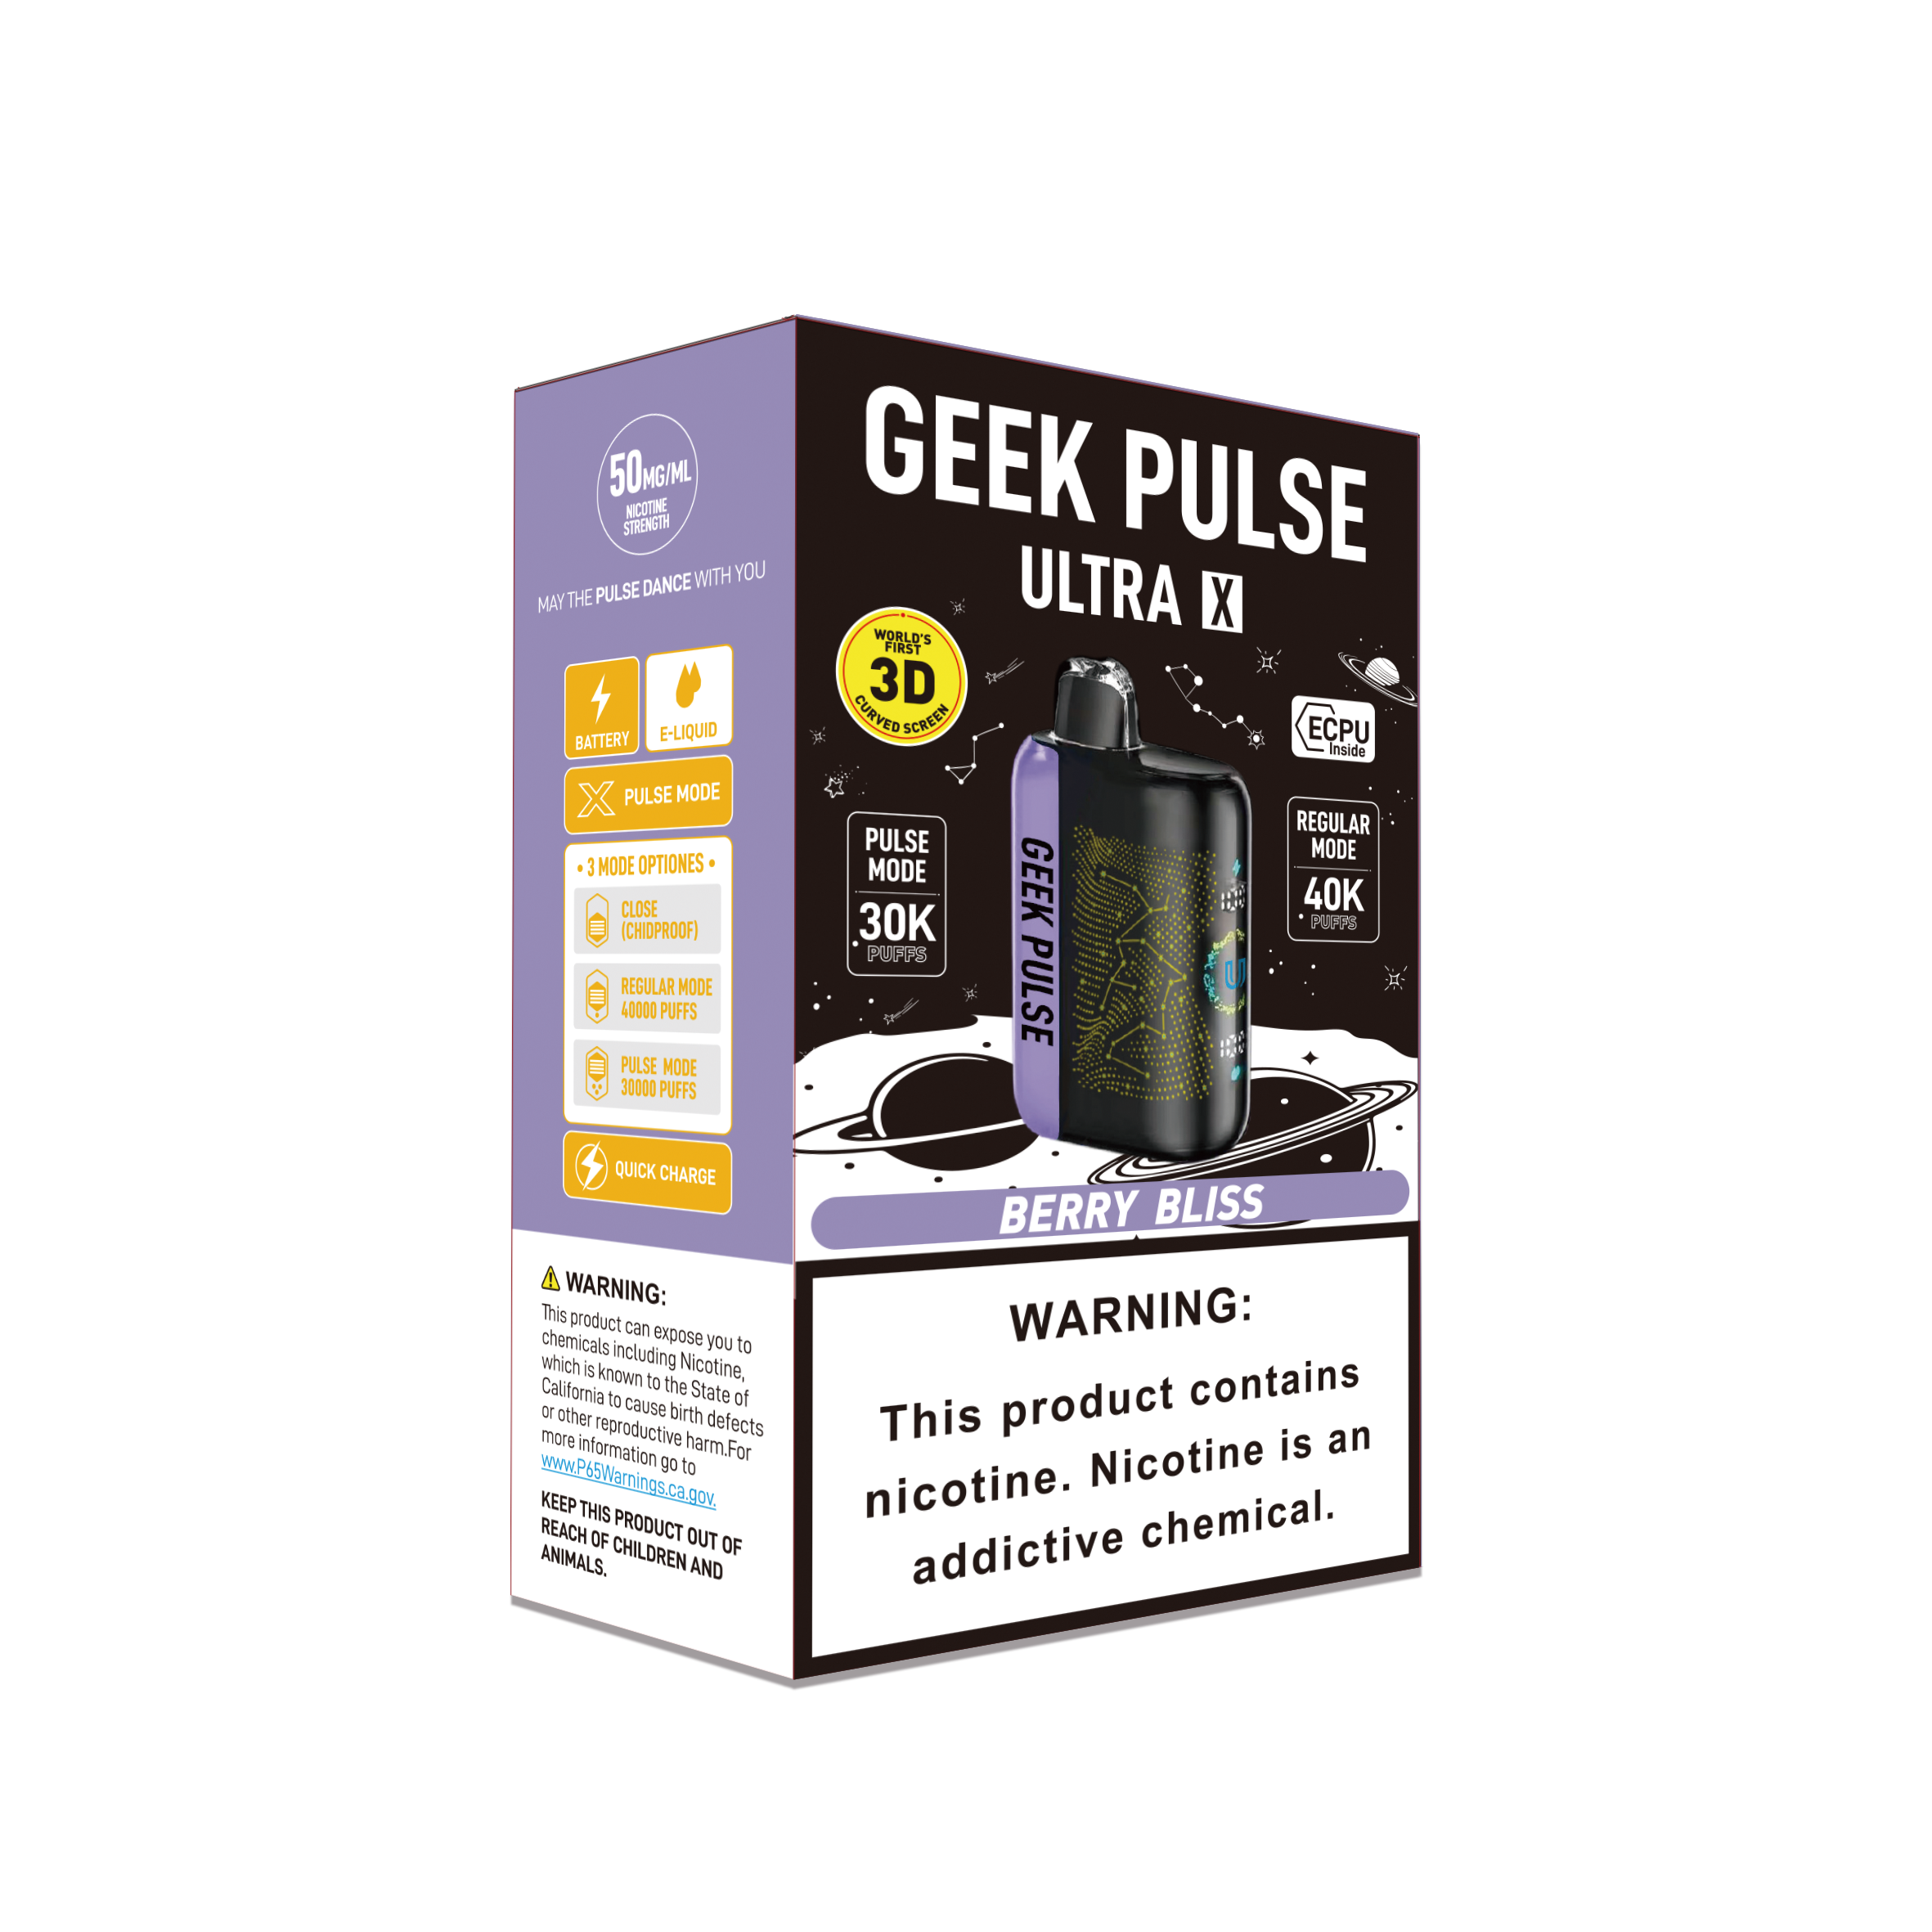 50MG/ML
NICOTINE
STRENGTH
MAY THE PULSE DANCE WITH YOU
BATTERY
E-LIQUID
X PULSE MODE
• 3 MODE OPTIONES •
CLOSE
(CHIDPROOF)
REGULAR MODE
40000 PUFFS
PULSE MODE
30000 PUFFS
QUICK CHARGE
WARNING:
This product can expose you to
chemicals including Nicotine,
which is known to the State of
California to cause birth defects
or other reproductive harm.For
more information go to
www.P65Warnings.ca.gov.
KEEP THIS PRODUCT OUT OF
REACH OF CHILDREN AND
ANIMALS.
GEEK PULSE
ULTRA X
WORLD'S
FIRST
3D
CURVED SCREEN
ECPU
Inside
PULSE
MODE
30K
PUFFS
REGULAR
MODE
40K
PUFFS
GEEK PULSE
U
BERRY BLISS
WARNING:
This product contains
nicotine. Nicotine is an
addictive chemical.